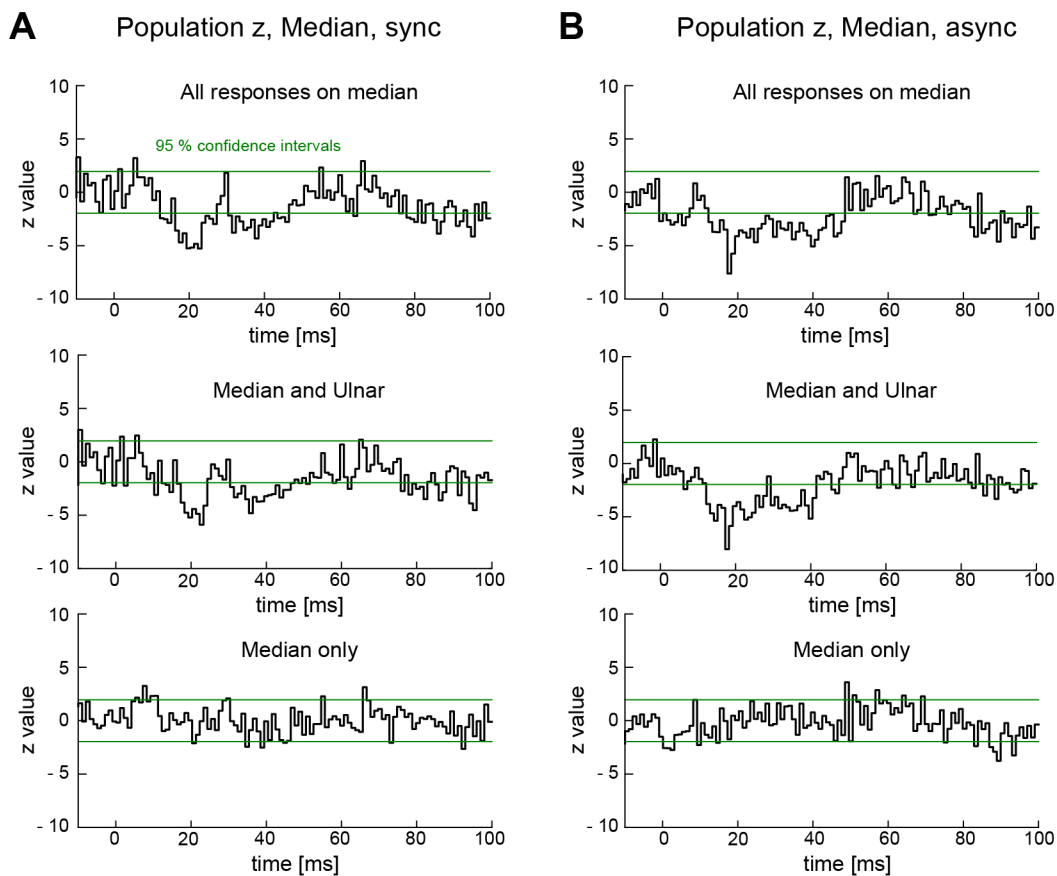 A
Population z, Median, sync
B
Population z, Median, async
All responses on median
95 % confidence intervals
10
5
0
- 5
- 10
z value
0 20 40 60 80 100
time [ms]
All responses on median
10
5
0
- 5
- 10
z value
0 20 40 60 80 100
time [ms]
Median and Ulnar
10
5
0
- 5
- 10
z value
0 20 40 60 80 100
time [ms]
Median and Ulnar
10
5
0
- 5
- 10
z value
0 20 40 60 80 100
time [ms]
Median only
10
5
0
- 5
- 10
z value
0 20 40 60 80 100
time [ms]
Median only
10
5
0
- 5
- 10
z value
0 20 40 60 80 100
time [ms]